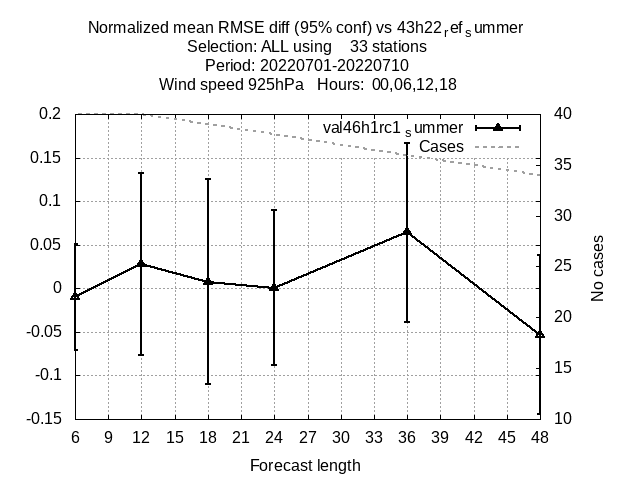 Normalized mean RMSE diff (95% conf) vs 43h22ref summer
Selection: ALL using    33 stations
Period: 20220701-20220710
Wind speed 925hPa   Hours:  00,06,12,18
0.2
0.15
0.1
0.05
0
-0.05
-0.1
-0.15
val46h1rc1summer
Cases
40
35
30
25
20
15
10
No cases
6 9 12 15 18 21 24 27 30 33 36 39 42 45 48
Forecast length